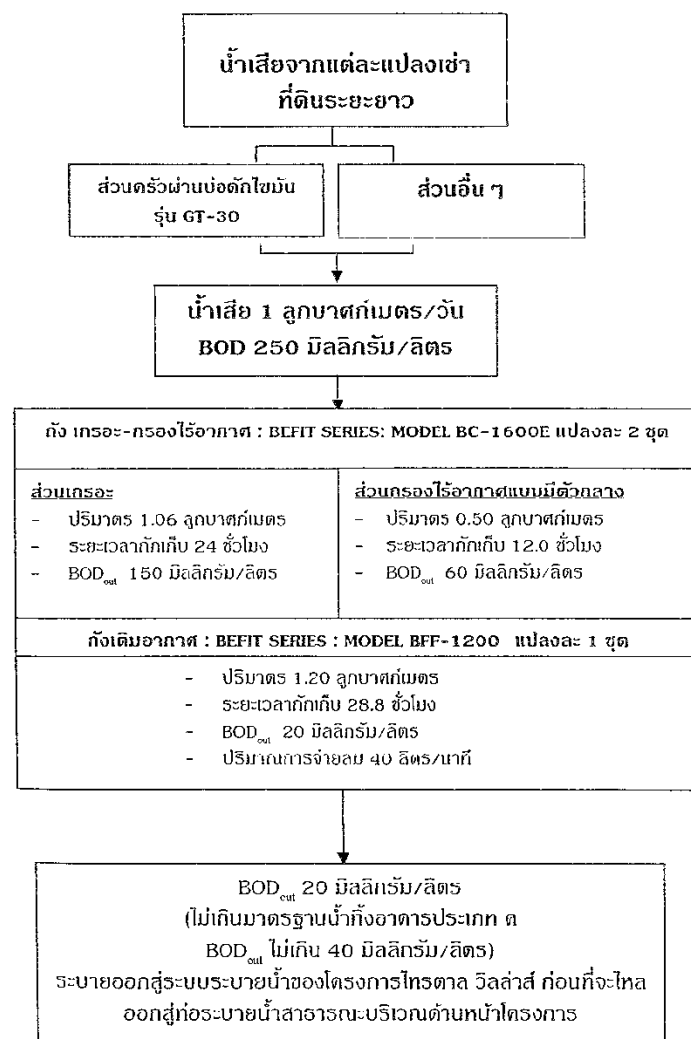 น้ำเสียจากแต่ละแปลงเช่า
ที่ดินระยะยาว
ส่วนครัวผ่านบ่อดักไขมัน
รุ่น GT-30
ส่วนอื่น ๆ
น้ำเสีย 1 ลูกบาศก์เมตร/วัน
BOD 250 มิลลิกรัม/ลิตร
ถัง เกรอะ-กรองไร้อากาศ : BEFIT SERIES: MODEL BC-1600E แปลงละ 2 ชุด
ส่วนเกรอะ
- ปริมาตร 1.06 ลูกบาศก์เมตร
- ระยะเวลากักเก็บ 24 ชั่วโมง
- BOD out 150 มิลลิกรัม/ลิตร
ส่วนกรองไร้อากาศแบบมีตัวกลาง
- ปริมาตร 0.50 ลูกบาศก์เมตร
- ระยะเวลากักเก็บ 12.0 ชั่วโมง
- BOD out 60 มิลลิกรัม/ลิตร
ถังเติมอากาศ : BEFIT SERIES : MODEL BFF-1200 แปลงละ 1 ชุด
- ปริมาตร 1.20 ลูกบาศก์เมตร
- ระยะเวลากักเก็บ 28.8 ชั่วโมง
- BOD out 20 มิลลิกรัม/ลิตร
- ปริมาณการจ่ายลม 40 ลิตร/นาที
BOD out 20 มิลลิกรัม/ลิตร
(ไม่เกินมาตรฐานน้ำทิ้งอาคารประเภท ค
BOD out ไม่เกิน 40 มิลลิกรัม/ลิตร)
ระบายออกสู่ระบบระบายน้ำของโครงการไทรตาล วิลล่าส์ ก่อนที่จะไหล
ออกสู่ท่อระบายน้ำสาธารณะบริเวณด้านหน้าโครงการ